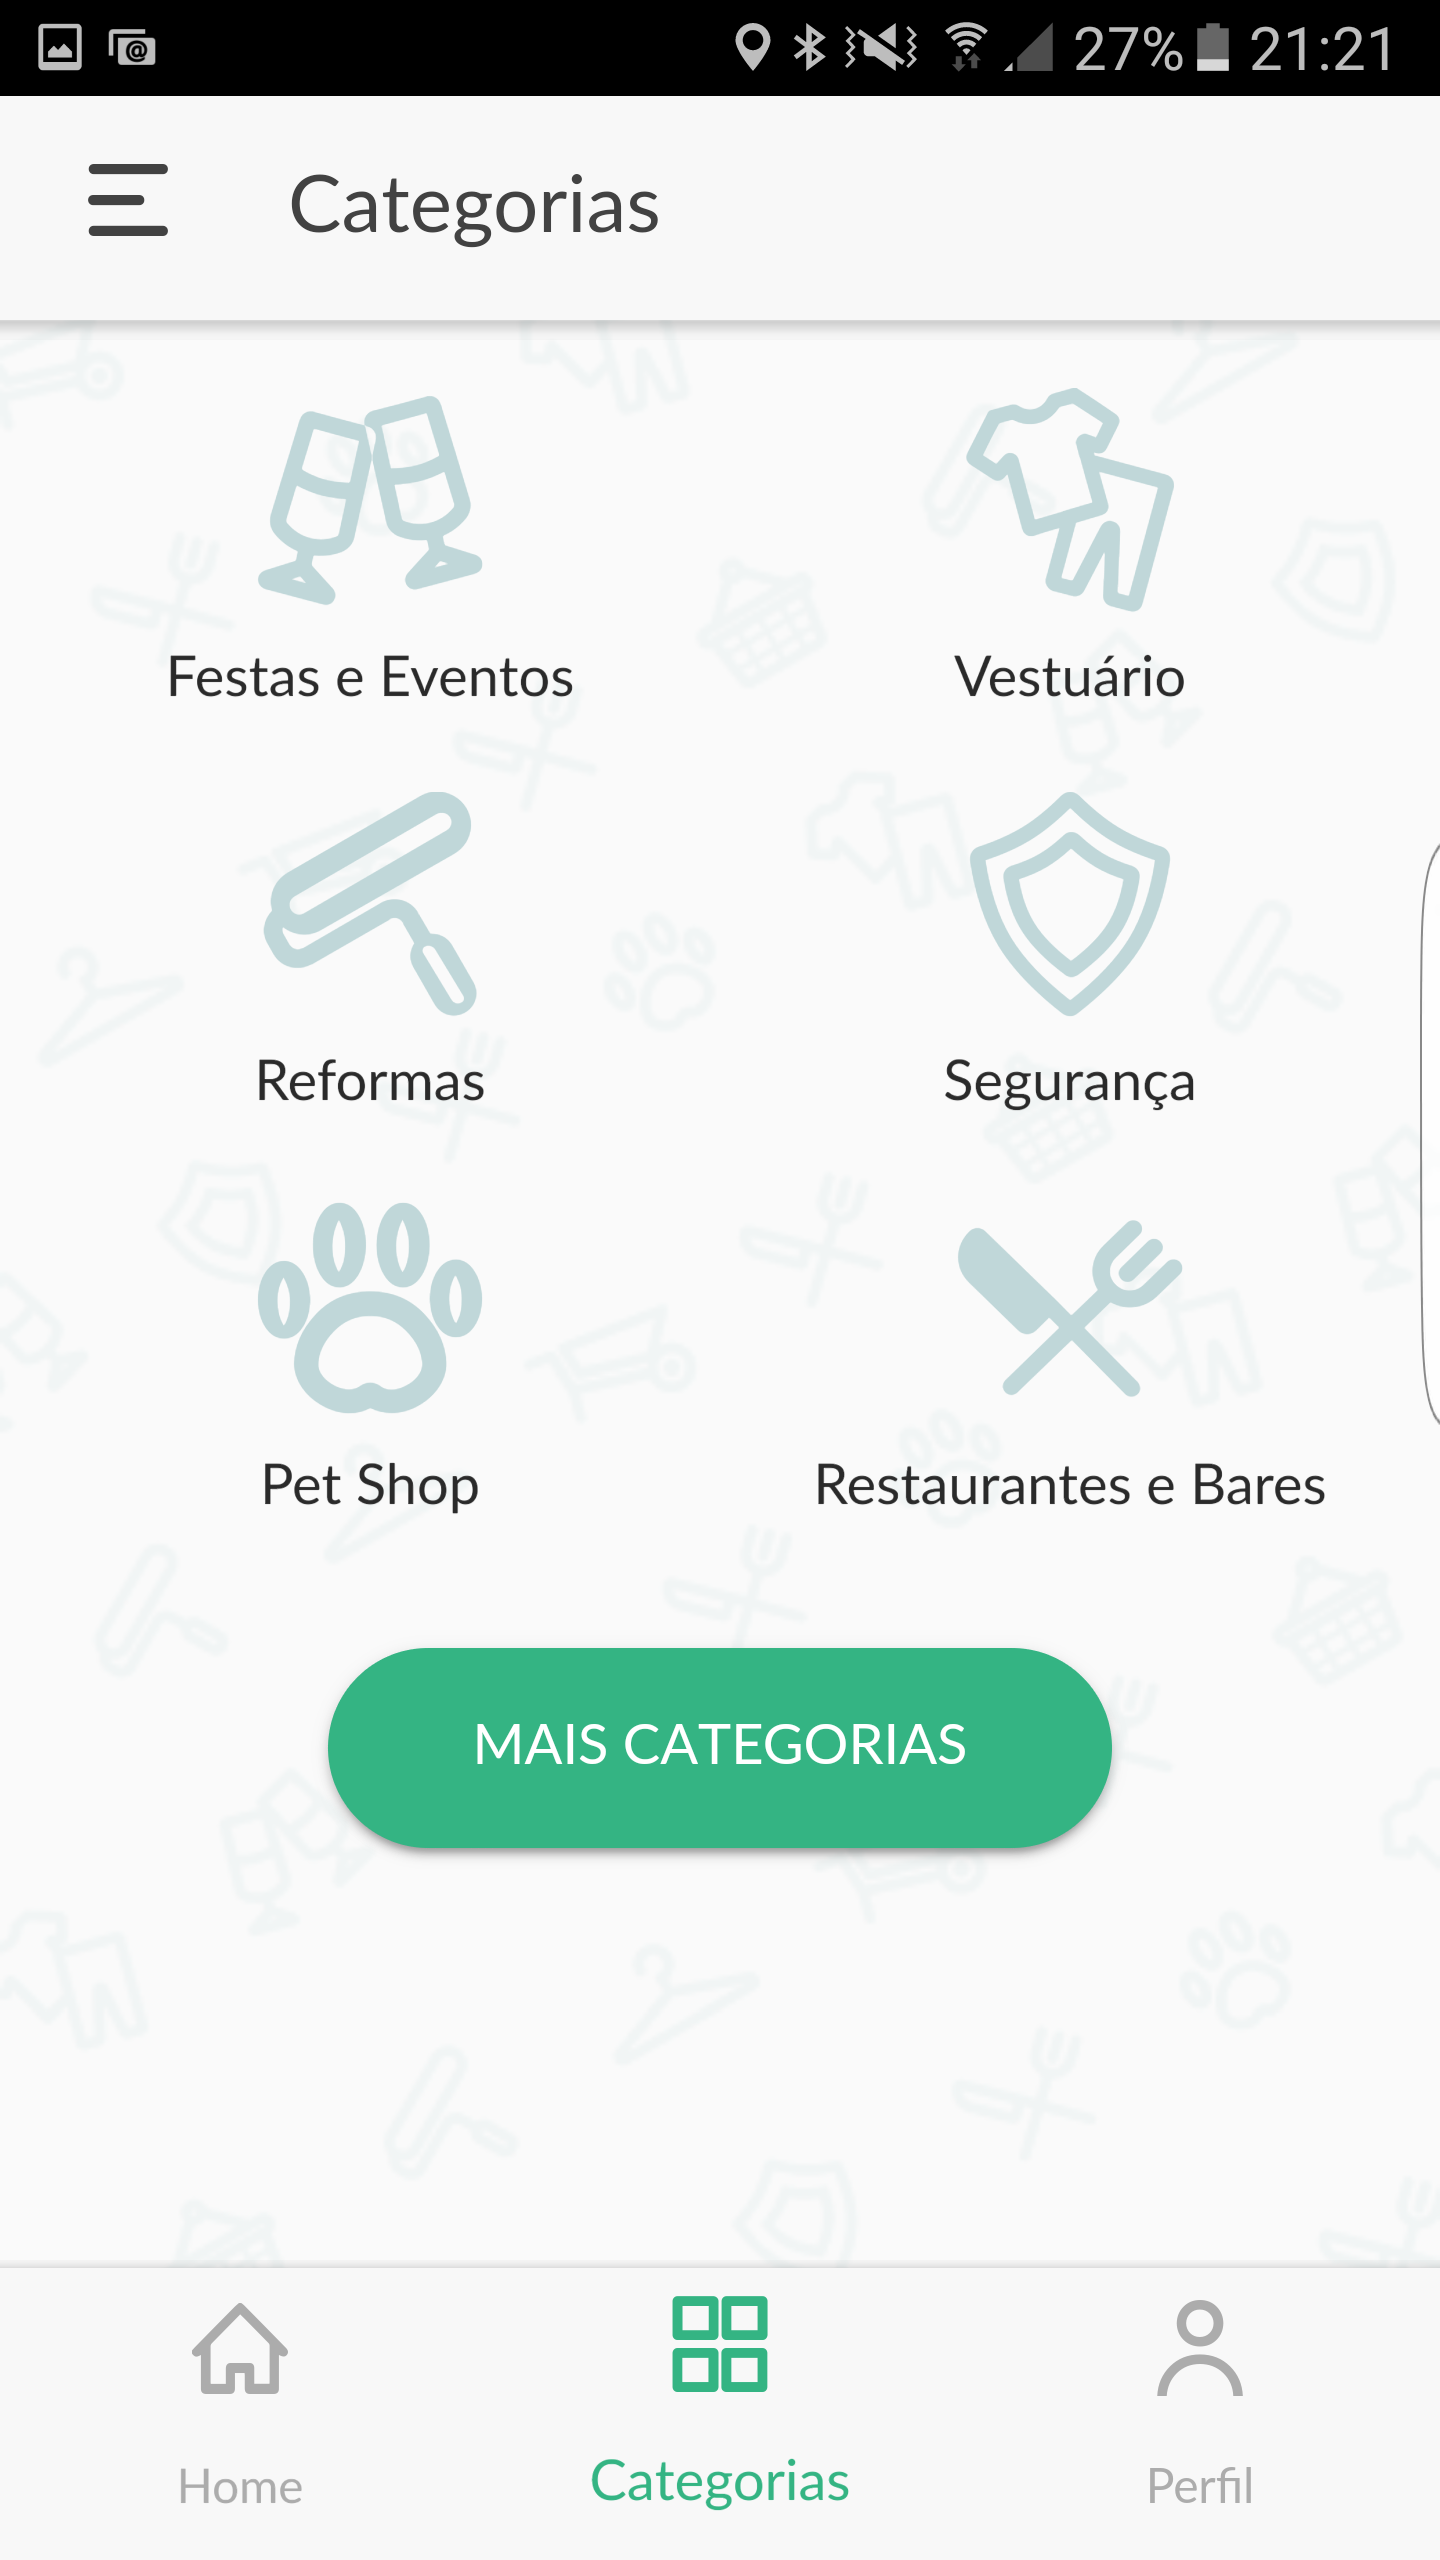 27% 21:21
Categorias
Festas e Eventos
Vestuário
Reformas
Segurança
Pet Shop
Restaurantes e Bares
MAIS CATEGORIAS
Home
Categorias
Perfil